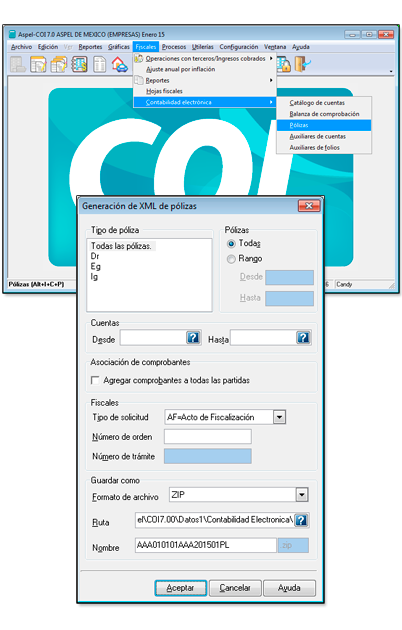 Aspel-COI7.0 ASPEL DE MEXICO (EMPRESAS) Enero 15
Archivo Edición Ver Reportes Gráficas Fiscales Procesos Utilerías Configuración Ventana Ayuda
Operaciones con terceros/Ingresos cobrados
Ajuste anual por inflación
Reportes
Hojas fiscales
Contabilidad electrónica
Catálogo de cuentas
Balanza de comprobación
Pólizas
Auxiliares de cuentas
Auxiliares de folios
COI
Pólizas (Alt+I+C+P)
6 Candy
Generación de XML de pólizas
Tipo de póliza
Todas las pólizas.
Dr
Eg
Ig
Pólizas
Todas
Rango
Desde
Hasta
Cuentas
Desde
Hasta
Asociación de comprobantes
Agregar comprobantes a todas las partidas
Fiscales
Tipo de solicitud AF=Acto de Fiscalización
Número de orden
Número de trámite
Guardar como
Formato de archivo ZIP
Ruta el\COI7.00\Datos1\Contabilidad Electronica\
Nombre AAA010101AAA201501PL .zip
Aceptar Cancelar Ayuda